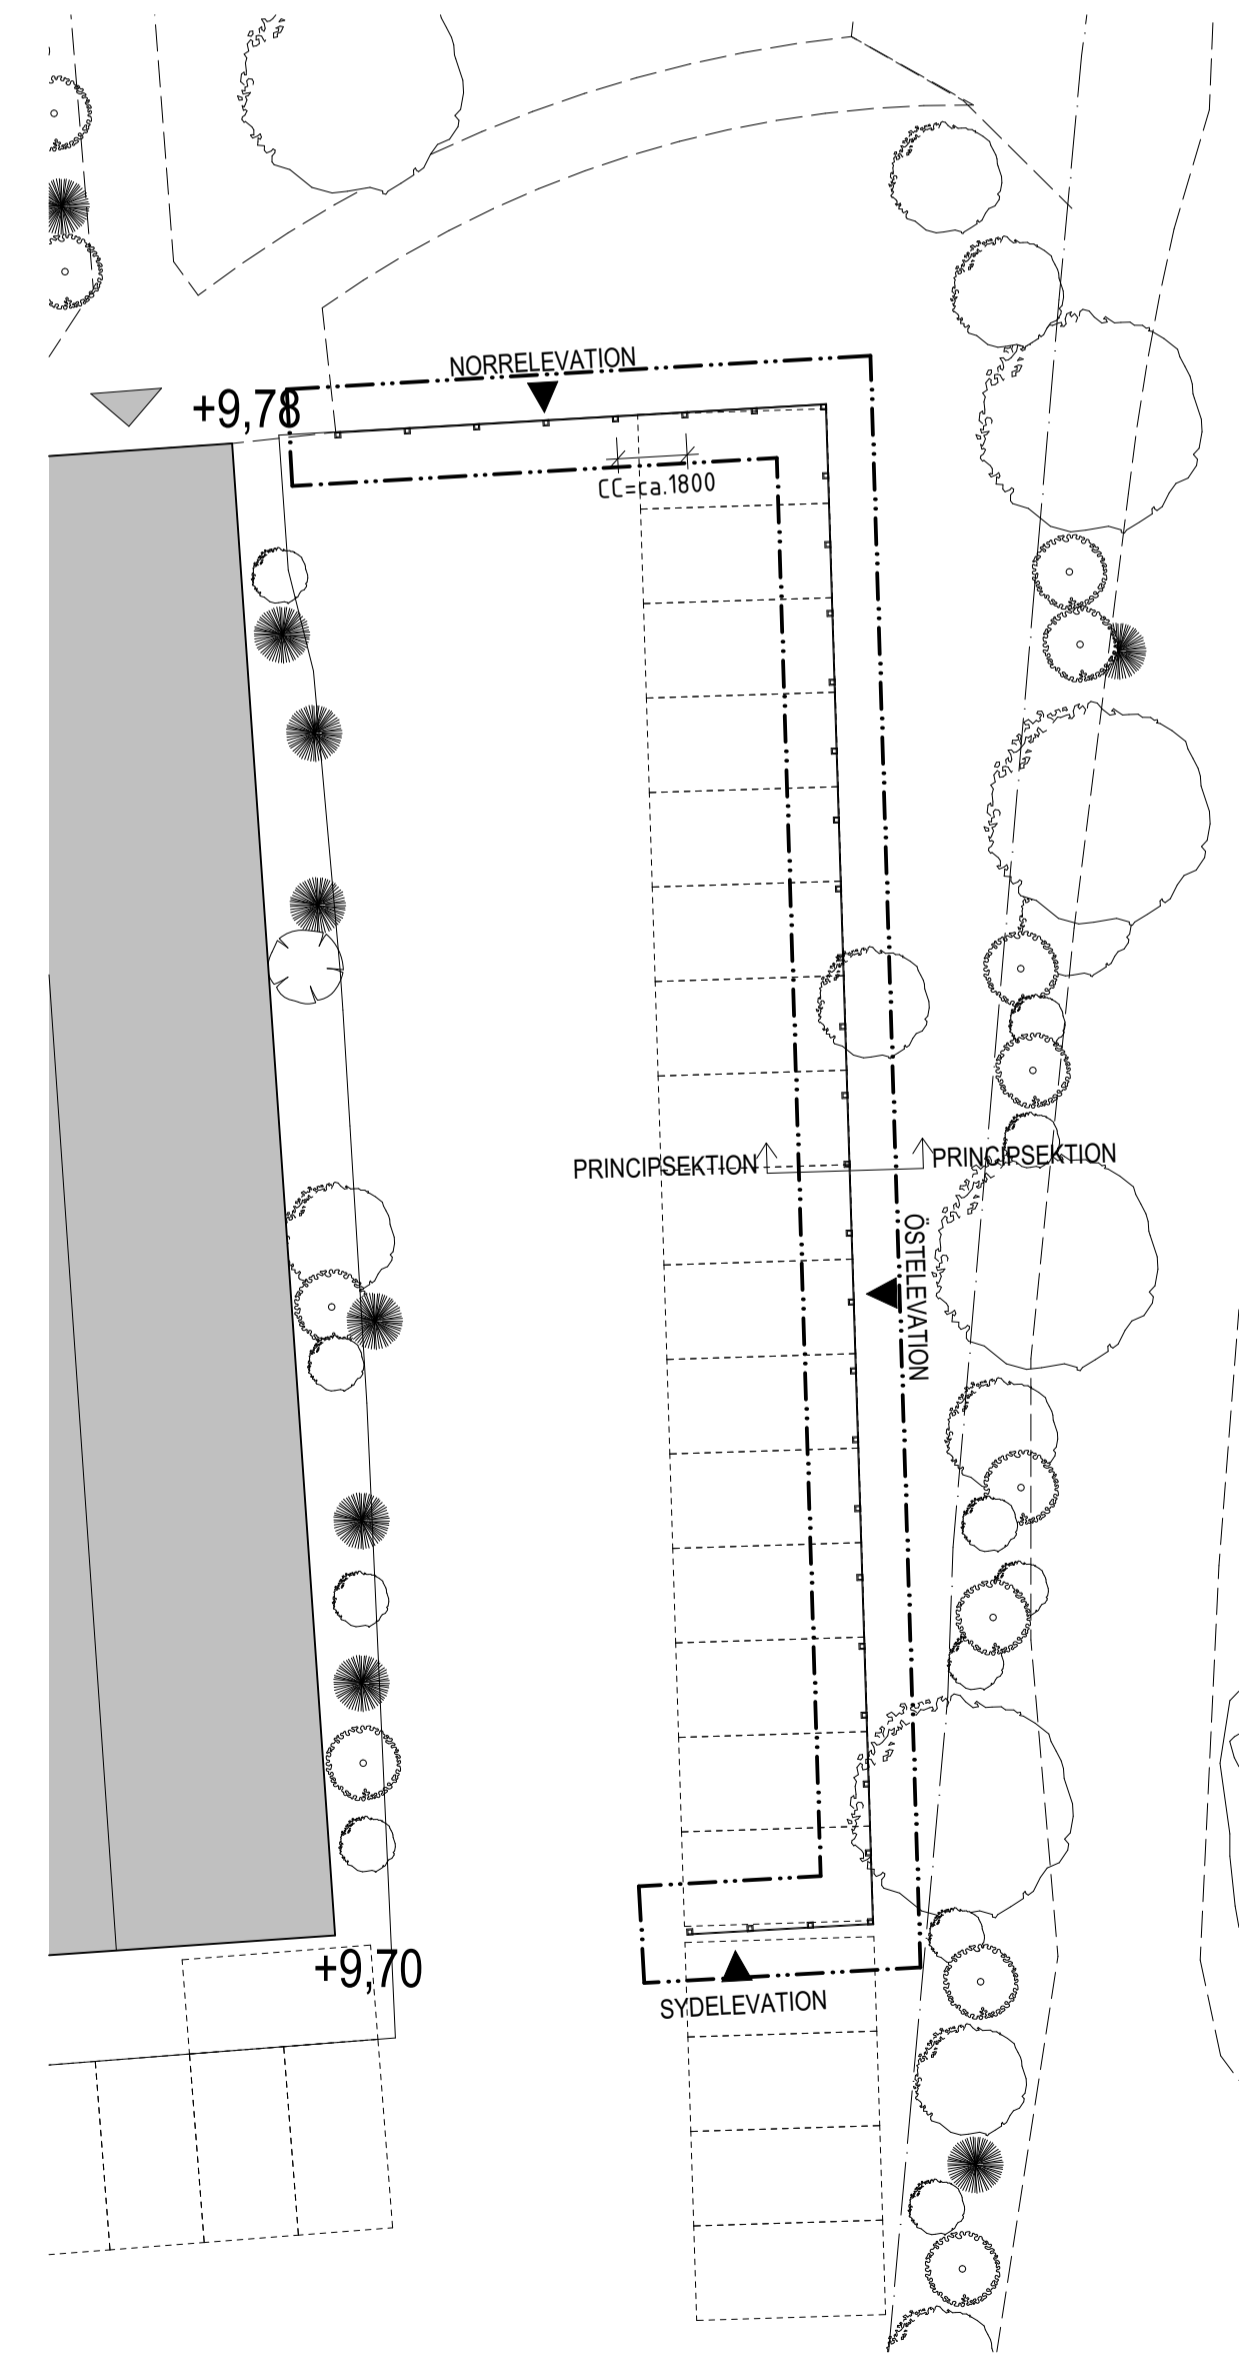 NORRELEVATION
+9,78
CC=ca.1800
PRINCIPSEKTION
PRINCIPSEKTION
ÖSTELEVATION
+9,70
SYDELEVATION